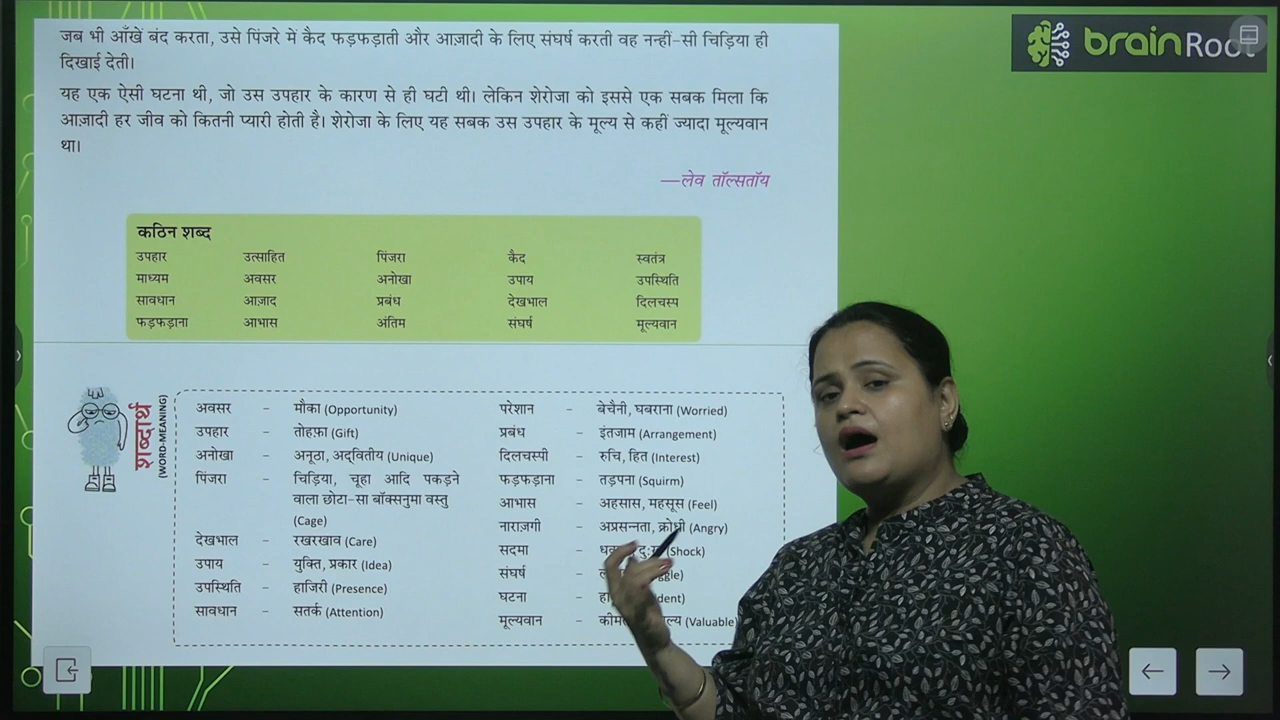 brainRoot
जब भी आँखें बंद करता, उसे पिंजरे में कैद फड़फड़ाती और आज़ादी के लिए संघर्ष करती वह नन्हीं-सी चिड़िया ही
दिखाई देती।
यह एक ऐसी घटना थी, जो उस उपहार के कारण से ही घटी थी। लेकिन शेरोजा को इससे एक सबक मिला कि
आज़ादी हर जीव को कितनी प्यारी होती है। शेरोजा के लिए यह सबक उस उपहार के मूल्य से कहीं ज्यादा मूल्यवान
था।
—लेव तॉल्सतॉय
कठिन शब्द
उपहार उत्साहित पिंजरा कैद स्वतंत्र
माध्यम अवसर अनोखा उपाय उपस्थिति
सावधान आज़ाद प्रबंध देखभाल दिलचस्प
फड़फड़ाना आभास अंतिम संघर्ष मूल्यवान
शब्दार्थ
(WORD-MEANING)
अवसर – मौका (Opportunity)
उपहार – तोहफ़ा (Gift)
अनोखा – अनूठा, अद्वितीय (Unique)
पिंजरा – चिड़िया, चूहा आदि पकड़ने
वाला छोटा-सा बॉक्सनुमा वस्तु
(Cage)
देखभाल – रखरखाव (Care)
उपाय – युक्ति, प्रकार (Idea)
उपस्थिति – हाजिरी (Presence)
सावधान – सतर्क (Attention)
परेशान – बेचैनी, घबराना (Worried)
प्रबंध – इंतजाम (Arrangement)
दिलचस्पी – रुचि, हित (Interest)
फड़फड़ाना – तड़पना (Squirm)
आभास – अहसास, महसूस (Feel)
नाराज़गी – अप्रसन्नता, क्रोधी (Angry)
सदमा – (Shock)
संघर्ष –
घटना –
मूल्यवान – (Valuable)